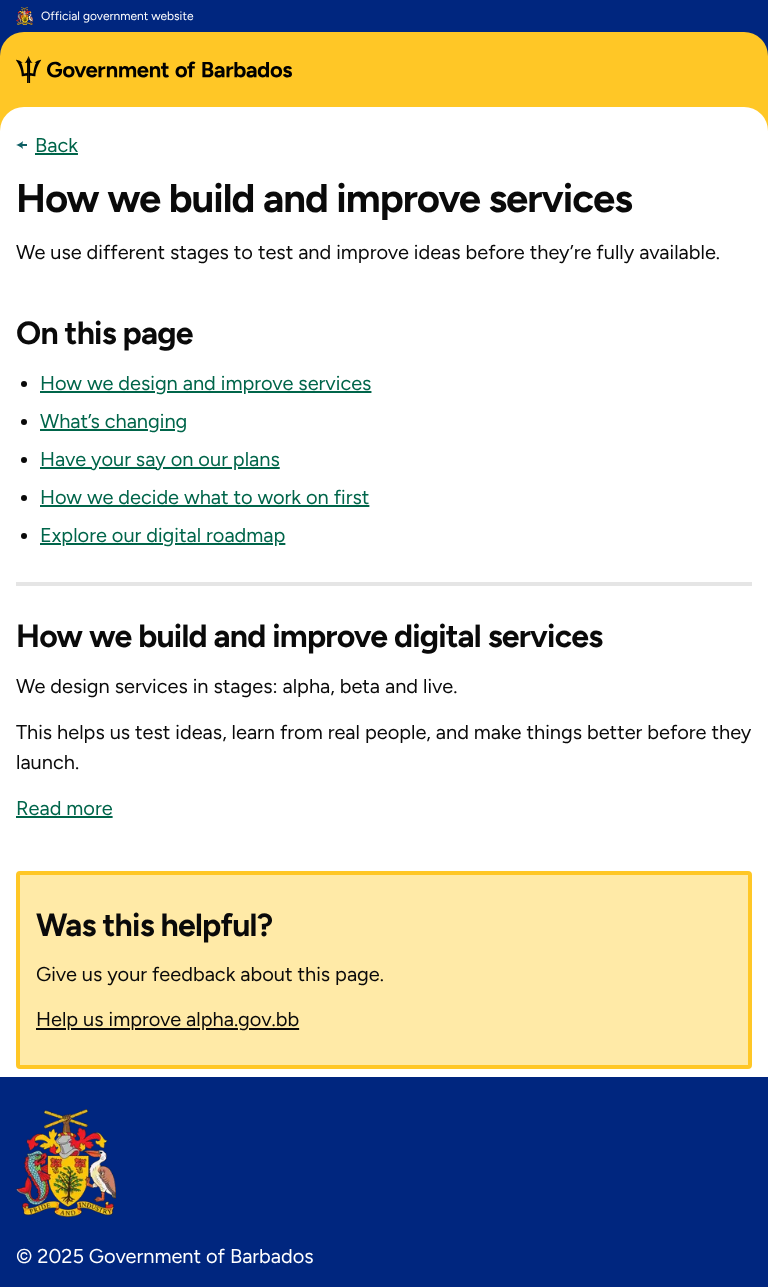 Official government website
Government of Barbados
Back
How we build and improve services
We use different stages to test and improve ideas before they’re fully available.
On this page
How we design and improve services
What’s changing
Have your say on our plans
How we decide what to work on first
Explore our digital roadmap
How we build and improve digital services
We design services in stages: alpha, beta and live.
This helps us test ideas, learn from real people, and make things better before they
launch.
Read more
Was this helpful?
Give us your feedback about this page.
Help us improve alpha.gov.bb
PRIDE AND INDUSTRY
© 2025 Government of Barbados